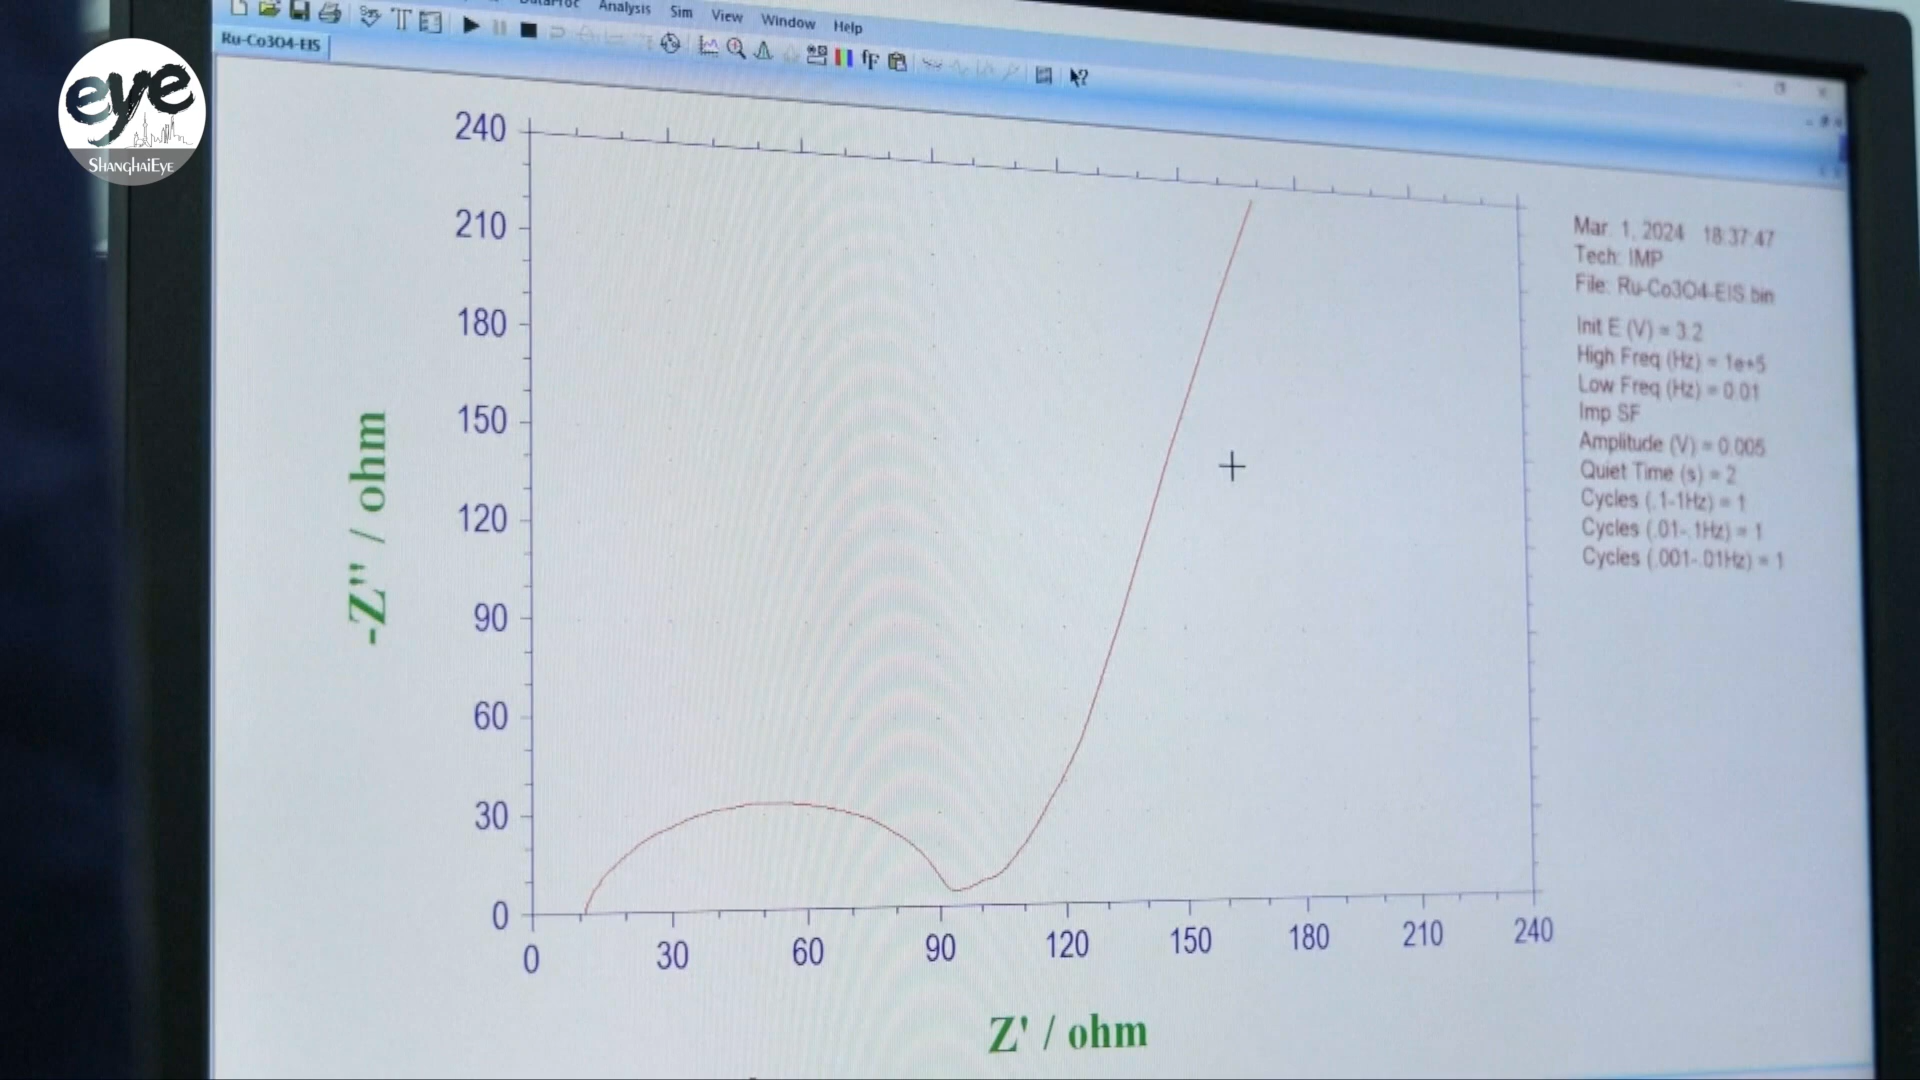 DataProc Analysis Sim View Window Help
Ru-Co3O4-EIS
eye
SHANGHAIEYE
240
210
180
150
120
90
60
30
0
-Z" / ohm
0 30 60 90 120 150 180 210 240
Z' / ohm
Mar. 1, 2024 18:37:47
Tech: IMP
File: Ru-Co3O4-EIS.bin
Init E (V) = 3.2
High Freq (Hz) = 1e+5
Low Freq (Hz) = 0.01
Imp SF
Amplitude (V) = 0.005
Quiet Time (s) = 2
Cycles (.1-1Hz) = 1
Cycles (.01-.1Hz) = 1
Cycles (.001-.01Hz) = 1